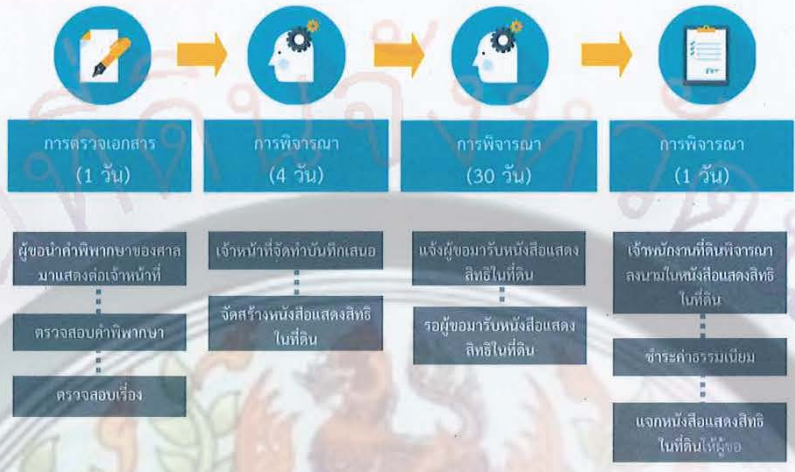 การตรวจเอกสาร
(1 วัน)
การพิจารณา
(4 วัน)
การพิจารณา
(30 วัน)
การพิจารณา
(1 วัน)
ผู้ขอนำคำพิพากษาของศาล
มาแสดงต่อเจ้าหน้าที่
ตรวจสอบคำพิพากษา
ตรวจสอบเรื่อง
เจ้าหน้าที่จัดทำบันทึกเสนอ
จัดสร้างหนังสือแสดงสิทธิ
ในที่ดิน
แจ้งผู้ขอมารับหนังสือแสดง
สิทธิในที่ดิน
รอผู้ขอมารับหนังสือแสดง
สิทธิในที่ดิน
เจ้าพนักงานที่ดินพิจารณา
ลงนามในหนังสือแสดงสิทธิ
ในที่ดิน
ชำระค่าธรรมเนียม
แจกหนังสือแสดงสิทธิ
ในที่ดินให้ผู้ขอ